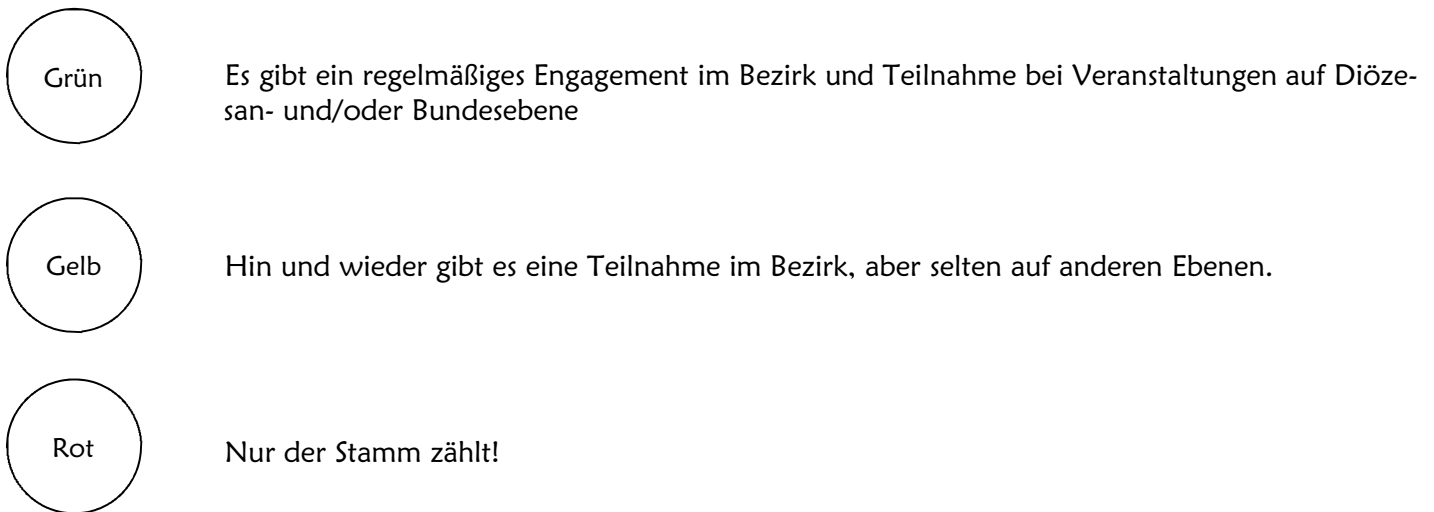 Grün
Es gibt ein regelmäßiges Engagement im Bezirk und Teilnahme bei Veranstaltungen auf Diöze-
san- und/oder Bundesebene
Gelb
Hin und wieder gibt es eine Teilnahme im Bezirk, aber selten auf anderen Ebenen.
Rot
Nur der Stamm zählt!